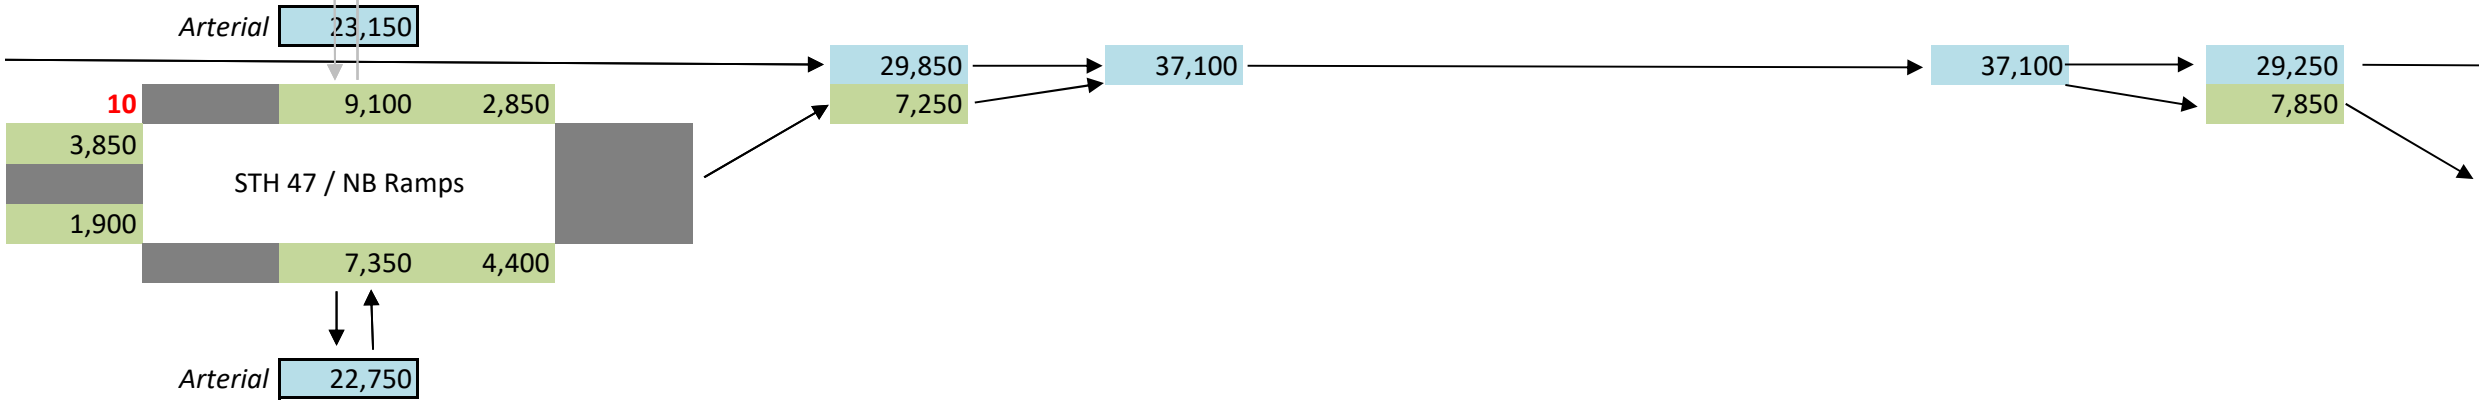 Arterial 23,150
29,850 37,100 37,100 29,250
10 9,100 2,850 7,250 7,850
3,850
STH 47 / NB Ramps
1,900
7,350 4,400
Arterial 22,750